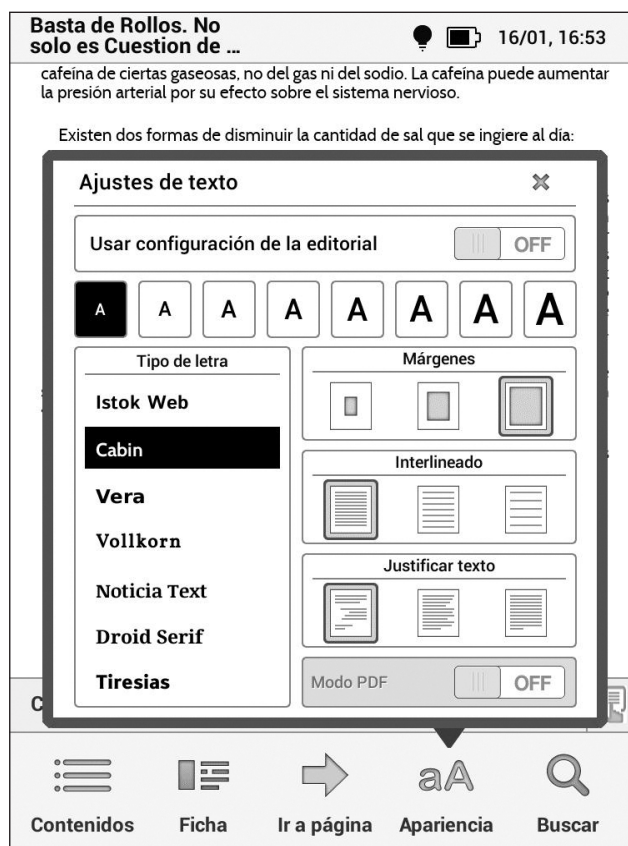 Basta de Rollos. No
solo es Cuestion de ...
16/01, 16:53
cafeína de ciertas gaseosas, no del gas ni del sodio. La cafeína puede aumentar
la presión arterial por su efecto sobre el sistema nervioso.
Existen dos formas de disminuir la cantidad de sal que se ingiere al día:
Ajustes de texto
Usar configuración de la editorial
OFF
A A A A A A A A
Tipo de letra
Istok Web
Cabin
Vera
Vollkorn
Noticia Text
Droid Serif
Tiresias
Márgenes
Interlineado
Justificar texto
Modo PDF
OFF
Contenidos
Ficha
Ir a página
aA
Apariencia
Buscar